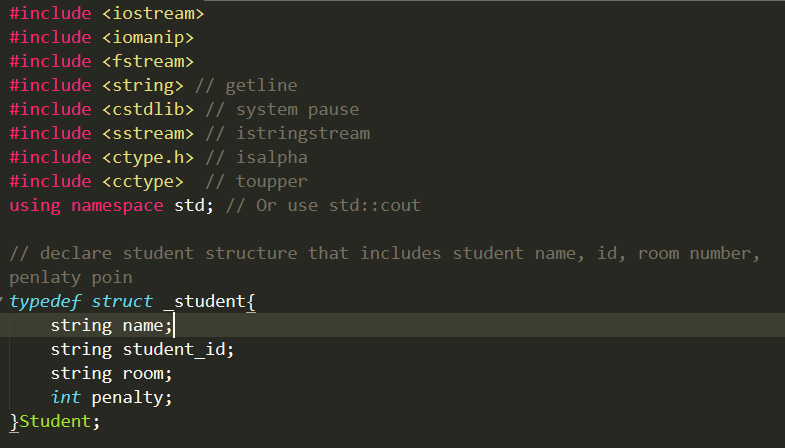 #include <iostream>
#include <iomanip>
#include <fstream>
#include <string> // getline
#include <cstdlib> // system pause
#include <sstream> // istringstream
#include <ctype.h> // isalpha
#include <cctype>  // toupper
using namespace std; // Or use std::cout

// declare student structure that includes student name, id, room number,
penlaty poin
typedef struct _student{
    string name;
    string student_id;
    string room;
    int penalty;
}Student;